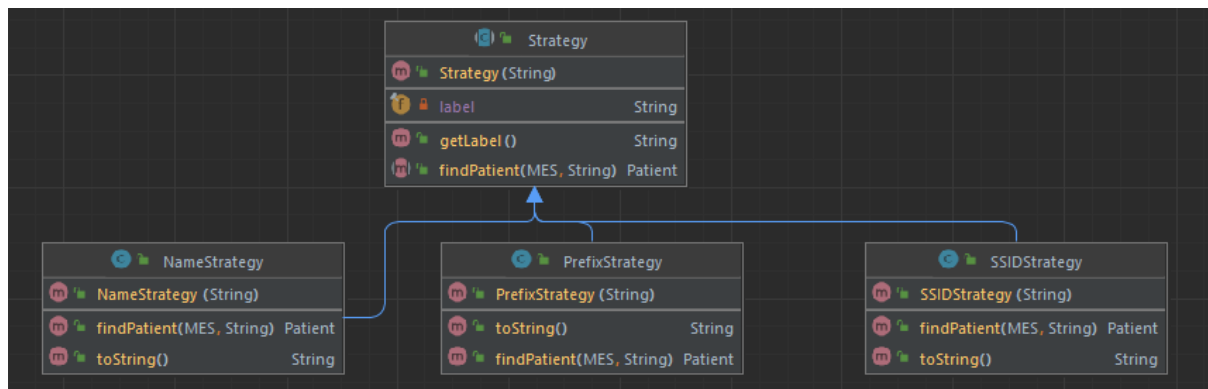 Strategy
Strategy(String)
label String
getLabel() String
findPatient(MES, String) Patient
NameStrategy
NameStrategy(String)
findPatient(MES, String) Patient
toString() String
PrefixStrategy
PrefixStrategy(String)
toString() String
findPatient(MES, String) Patient
SSIDStrategy
SSIDStrategy(String)
findPatient(MES, String) Patient
toString() String